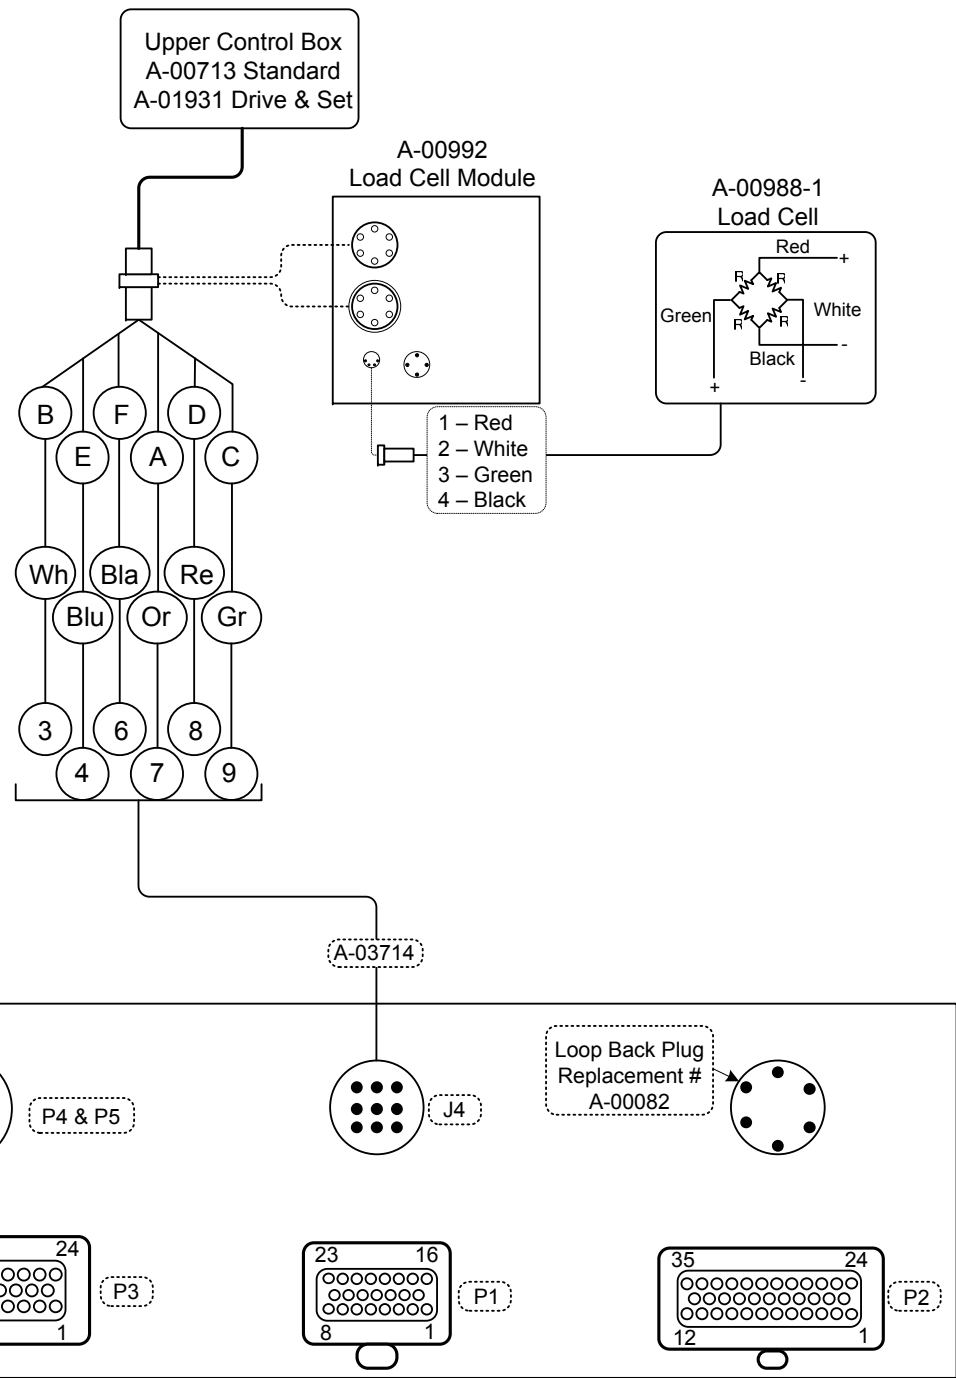 Upper Control Box
A-00713 Standard
A-01931 Drive & Set
A-00992
Load Cell Module
A-00988-1
Load Cell
Red
+
R
R
Green
White
R
R
-
Black
+
-
1 – Red
2 – White
3 – Green
4 – Black
B
F
D
E
A
C
Wh
Bla
Re
Blu
Or
Gr
3
6
8
4
7
9
A-03714
Loop Back Plug
Replacement #
A-00082
P4 & P5
J4
24
1
P3
23
16
8
1
P1
35
24
12
1
P2